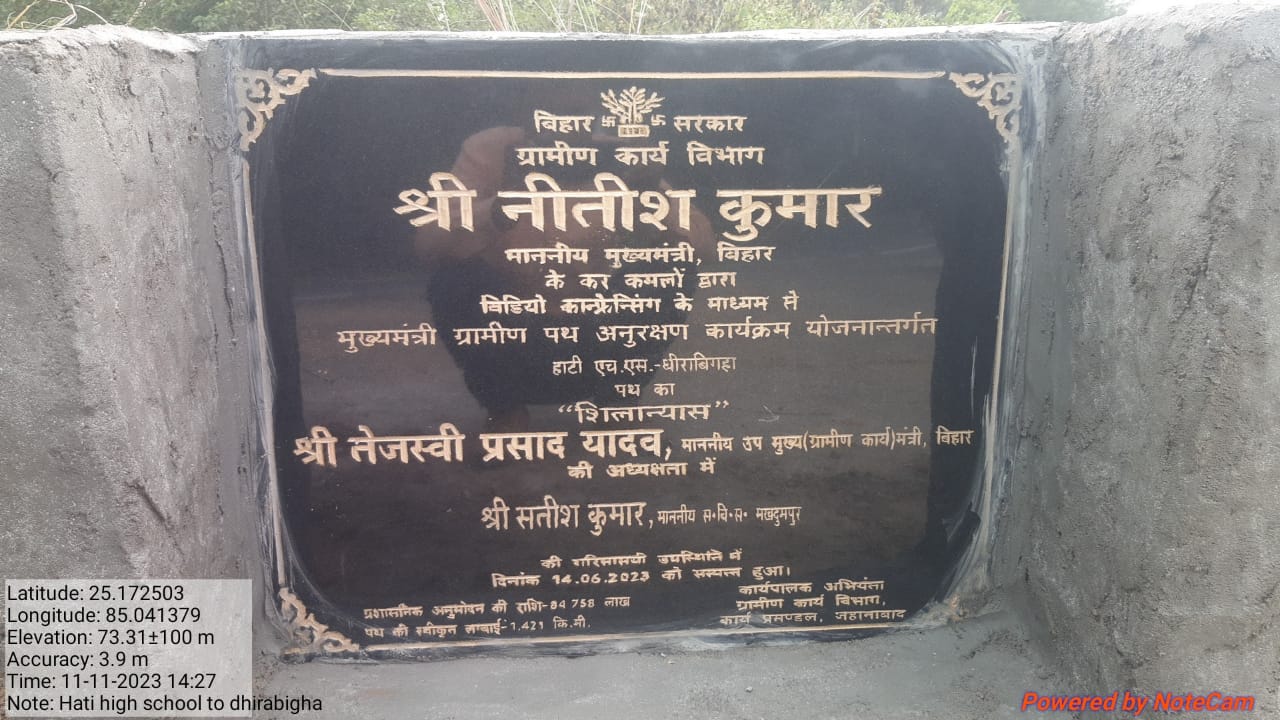 बिहार सरकार
1935
ग्रामीण कार्य विभाग
श्री नीतीश कुमार
माननीय मुख्यमंत्री, बिहार
के कर कमलों द्वारा
विडियो कान्फ्रेन्सिंग के माध्यम से
मुख्यमंत्री ग्रामीण पथ अनुरक्षण कार्यक्रम योजनान्तर्गत
हाटी एच.एस.-धीराबिगहा
पथ का
“शिलान्यास”
श्री तेजस्वी प्रसाद यादव, माननीय उप मुख्य(ग्रामीण कार्य)मंत्री, बिहार
की अध्यक्षता में
श्री सतीश कुमार, माननीय स॰वि॰स॰ मखदुमपुर
की गरिमामयी उपस्थिति में
दिनांक 14.06.2023 को सम्पन्न हुआ।
प्रशासनिक अनुमोदन की राशि-84 758 लाख
पथ की स्वीकृत लम्बाई-1.421 कि.मी.
कार्यपालक अभियंता
ग्रामीण कार्य विभाग,
कार्य प्रमण्डल, जहानाबाद
Latitude: 25.172503
Longitude: 85.041379
Elevation: 73.31±100 m
Accuracy: 3.9 m
Time: 11-11-2023 14:27
Note: Hati high school to dhirabigha
Powered by NoteCam